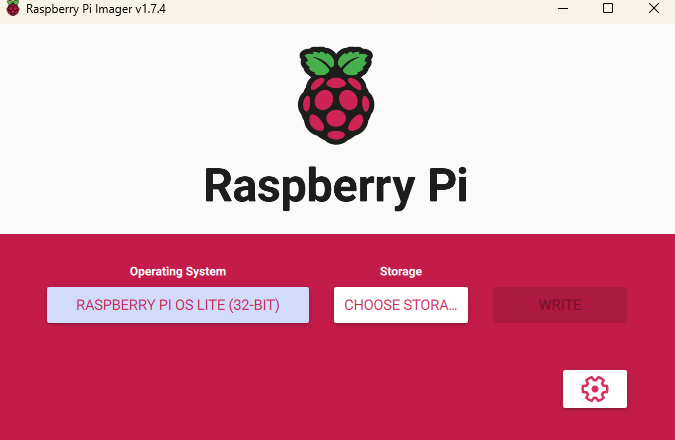 Raspberry Pi Imager v1.7.4
Raspberry Pi
Operating System
Storage
RASPBERRY PI OS LITE (32-BIT)
CHOOSE STORA...
WRITE